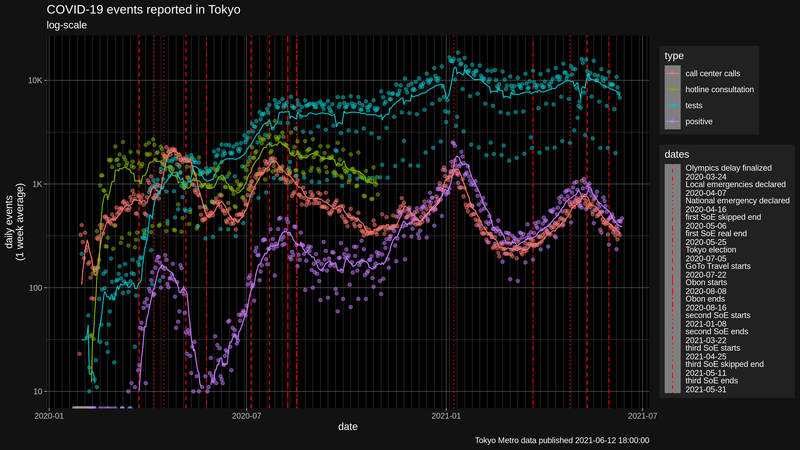 COVID-19 events reported in Tokyo
log-scale
10K
1K
100
10
daily events
(1 week average)
2020-01
2020-07
2021-01
2021-07
date
Tokyo Metro data published 2021-06-12 18:00:00
type
call center calls
hotline consultation
tests
positive
dates
Olympics delay finalized
2020-03-24
Local emergencies declared
2020-04-07
National emergency declared
2020-04-16
first SoE skipped end
2020-05-06
first SoE real end
2020-05-25
Tokyo election
2020-07-05
GoTo Travel starts
2020-07-22
Obon starts
2020-08-08
Obon ends
2020-08-16
second SoE starts
2021-01-08
second SoE ends
2021-03-22
third SoE starts
2021-04-25
third SoE skipped end
2021-05-11
third SoE ends
2021-05-31